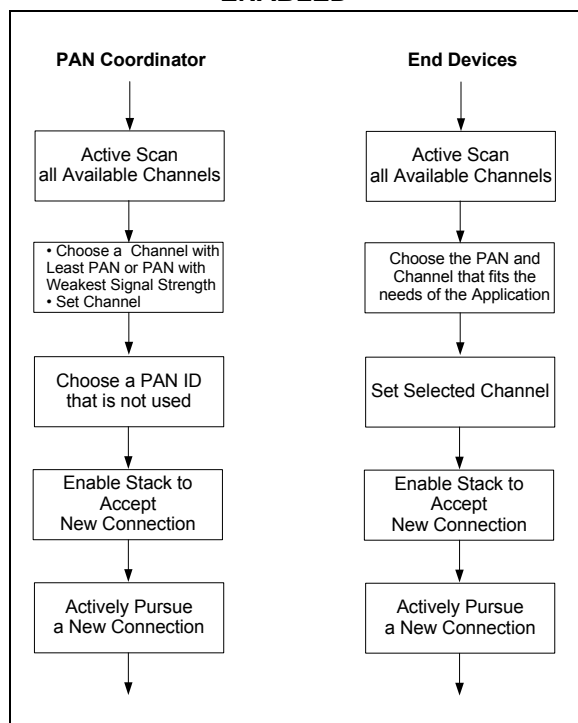 PAN Coordinator
Active Scan
all Available Channels
• Choose a Channel with
Least PAN or PAN with
Weakest Signal Strength
• Set Channel
Choose a PAN ID
that is not used
Enable Stack to
Accept
New Connection
Actively Pursue
a New Connection
End Devices
Active Scan
all Available Channels
Choose the PAN and
Channel that fits the
needs of the Application
Set Selected Channel
Enable Stack to
Accept
New Connection
Actively Pursue
a New Connection